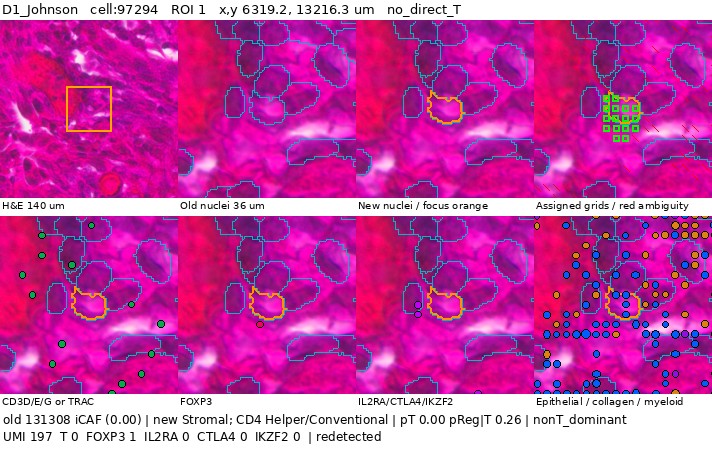 D1_Johnson cell:97294 ROI 1 x,y 6319.2, 13216.3 um no_direct_T
H&E 140 um
Old nuclei 36 um
New nuclei / focus orange
Assigned grids / red ambiguity
CD3D/E/G or TRAC
FOXP3
IL2RA/CTLA4/IKZF2
Epithelial / collagen / myeloid
old 131308 iCAF (0.00) | new Stromal; CD4 Helper/Conventional | pT 0.00 pReg|T 0.26 | nonT_dominant
UMI 197 T 0 FOXP3 1 IL2RA 0 CTLA4 0 IKZF2 0 | redetected